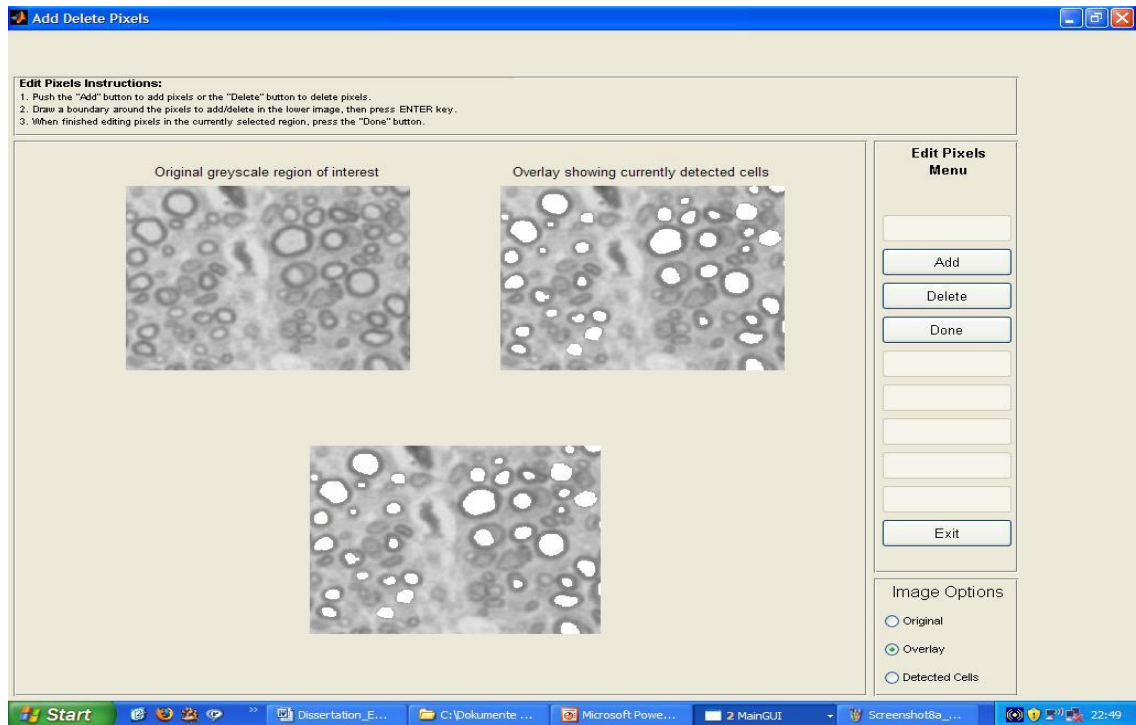 Add Delete Pixels
Edit Pixels Instructions:
1. Push the "Add" button to add pixels or the "Delete" button to delete pixels.
2. Draw a boundary around the pixels to add/delete in the lower image, then press ENTER key.
3. When finished editing pixels in the currently selected region, press the "Done" button.
Original greyscale region of interest
Overlay showing currently detected cells
Edit Pixels
Menu
Add
Delete
Done
Exit
Image Options
Original
Overlay
Detected Cells
Start
Dissertation_E...
C:\Dokumente ...
Microsoft Powe...
2 MainGUI
Screenshot8a_...
22:49